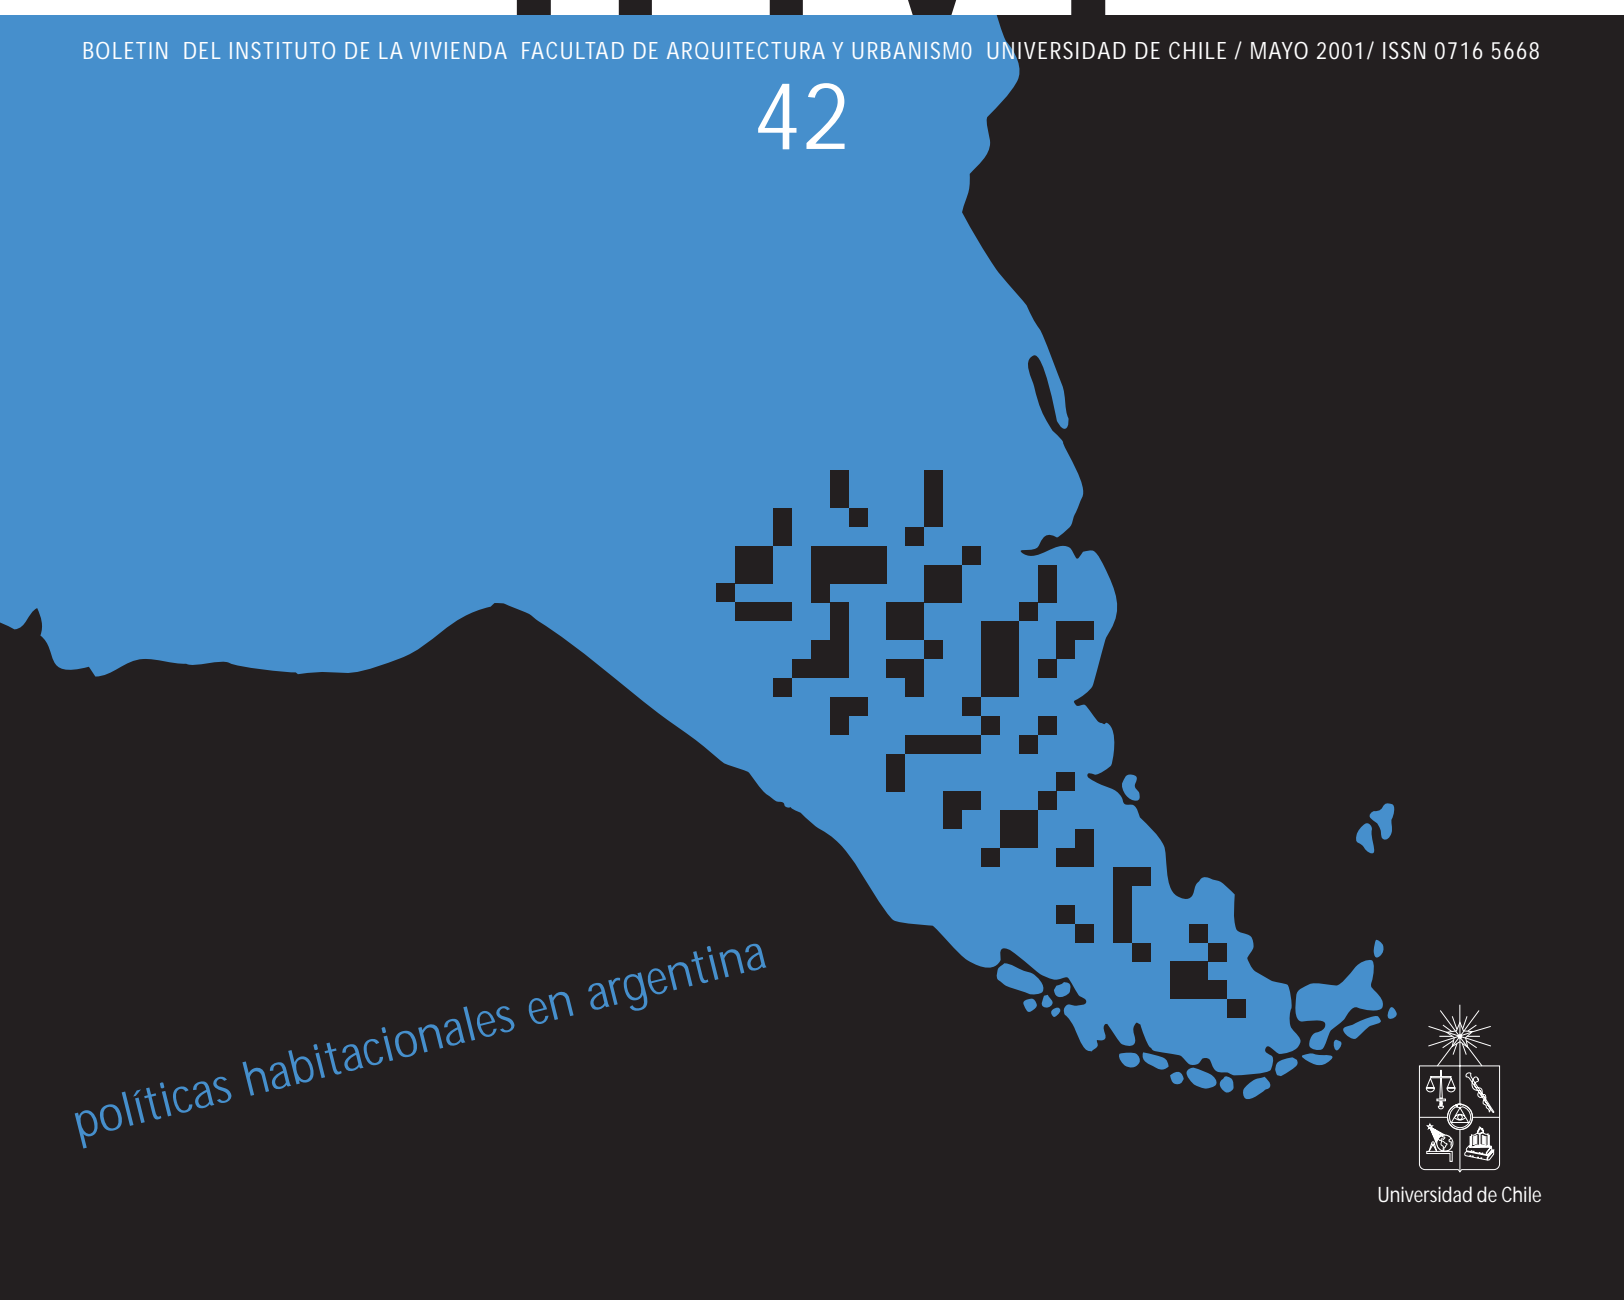 BOLETIN DEL INSTITUTO DE LA VIVIENDA FACULTAD DE ARQUITECTURA Y URBANISM0 UNIVERSIDAD DE CHILE / MAYO 2001/ ISSN 0716 5668
42
políticas habitacionales en argentina
Universidad de Chile